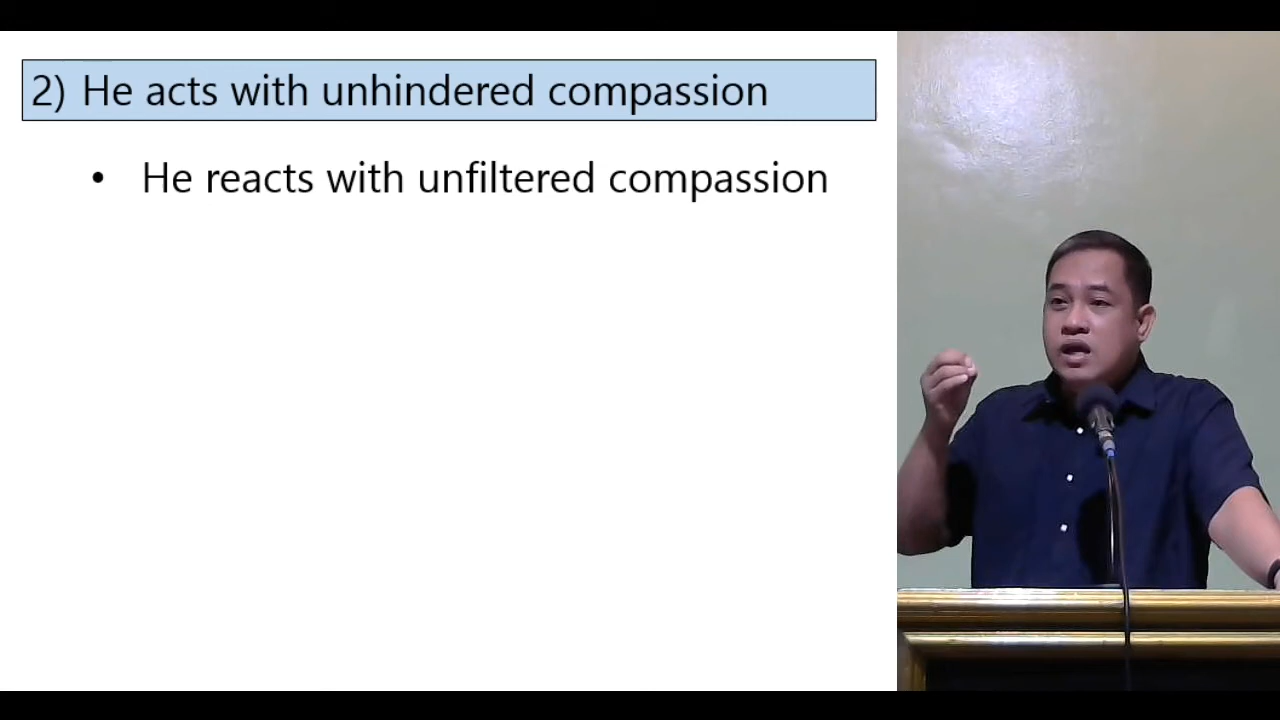 2) He acts with unhindered compassion
• He reacts with unfiltered compassion